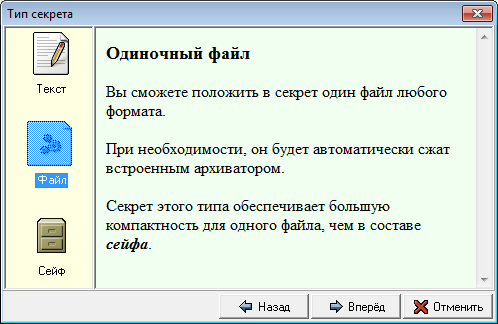 Тип секрета
Текст
Файл
Сейф
Одиночный файл
Вы сможете положить в секрет один файл любого
формата.
При необходимости, он будет автоматически сжат
встроенным архиватором.
Секрет этого типа обеспечивает большую
компактность для одного файла, чем в составе
сейфа.
Назад
Вперёд
Отменить